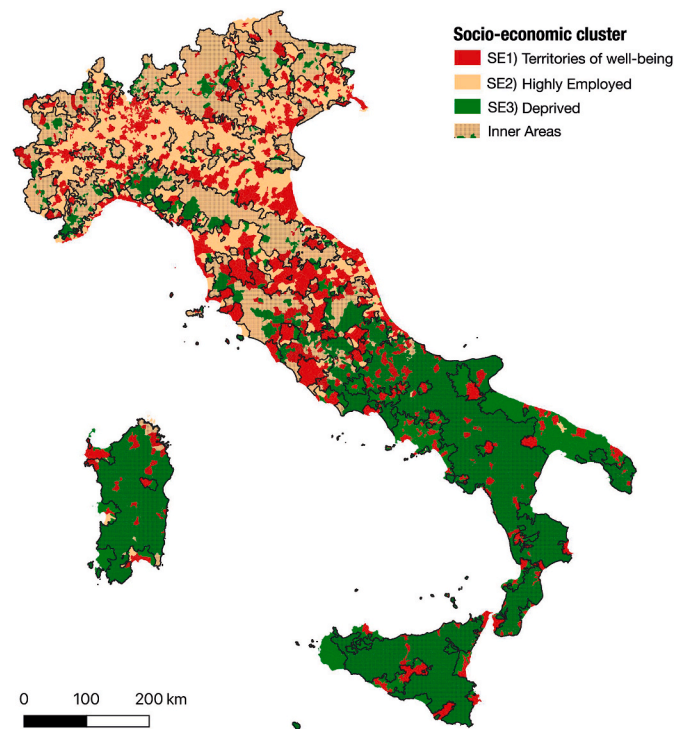 Socio-economic cluster
SE1) Territories of well-being
SE2) Highly Employed
SE3) Deprived
Inner Areas
0 100 200 km